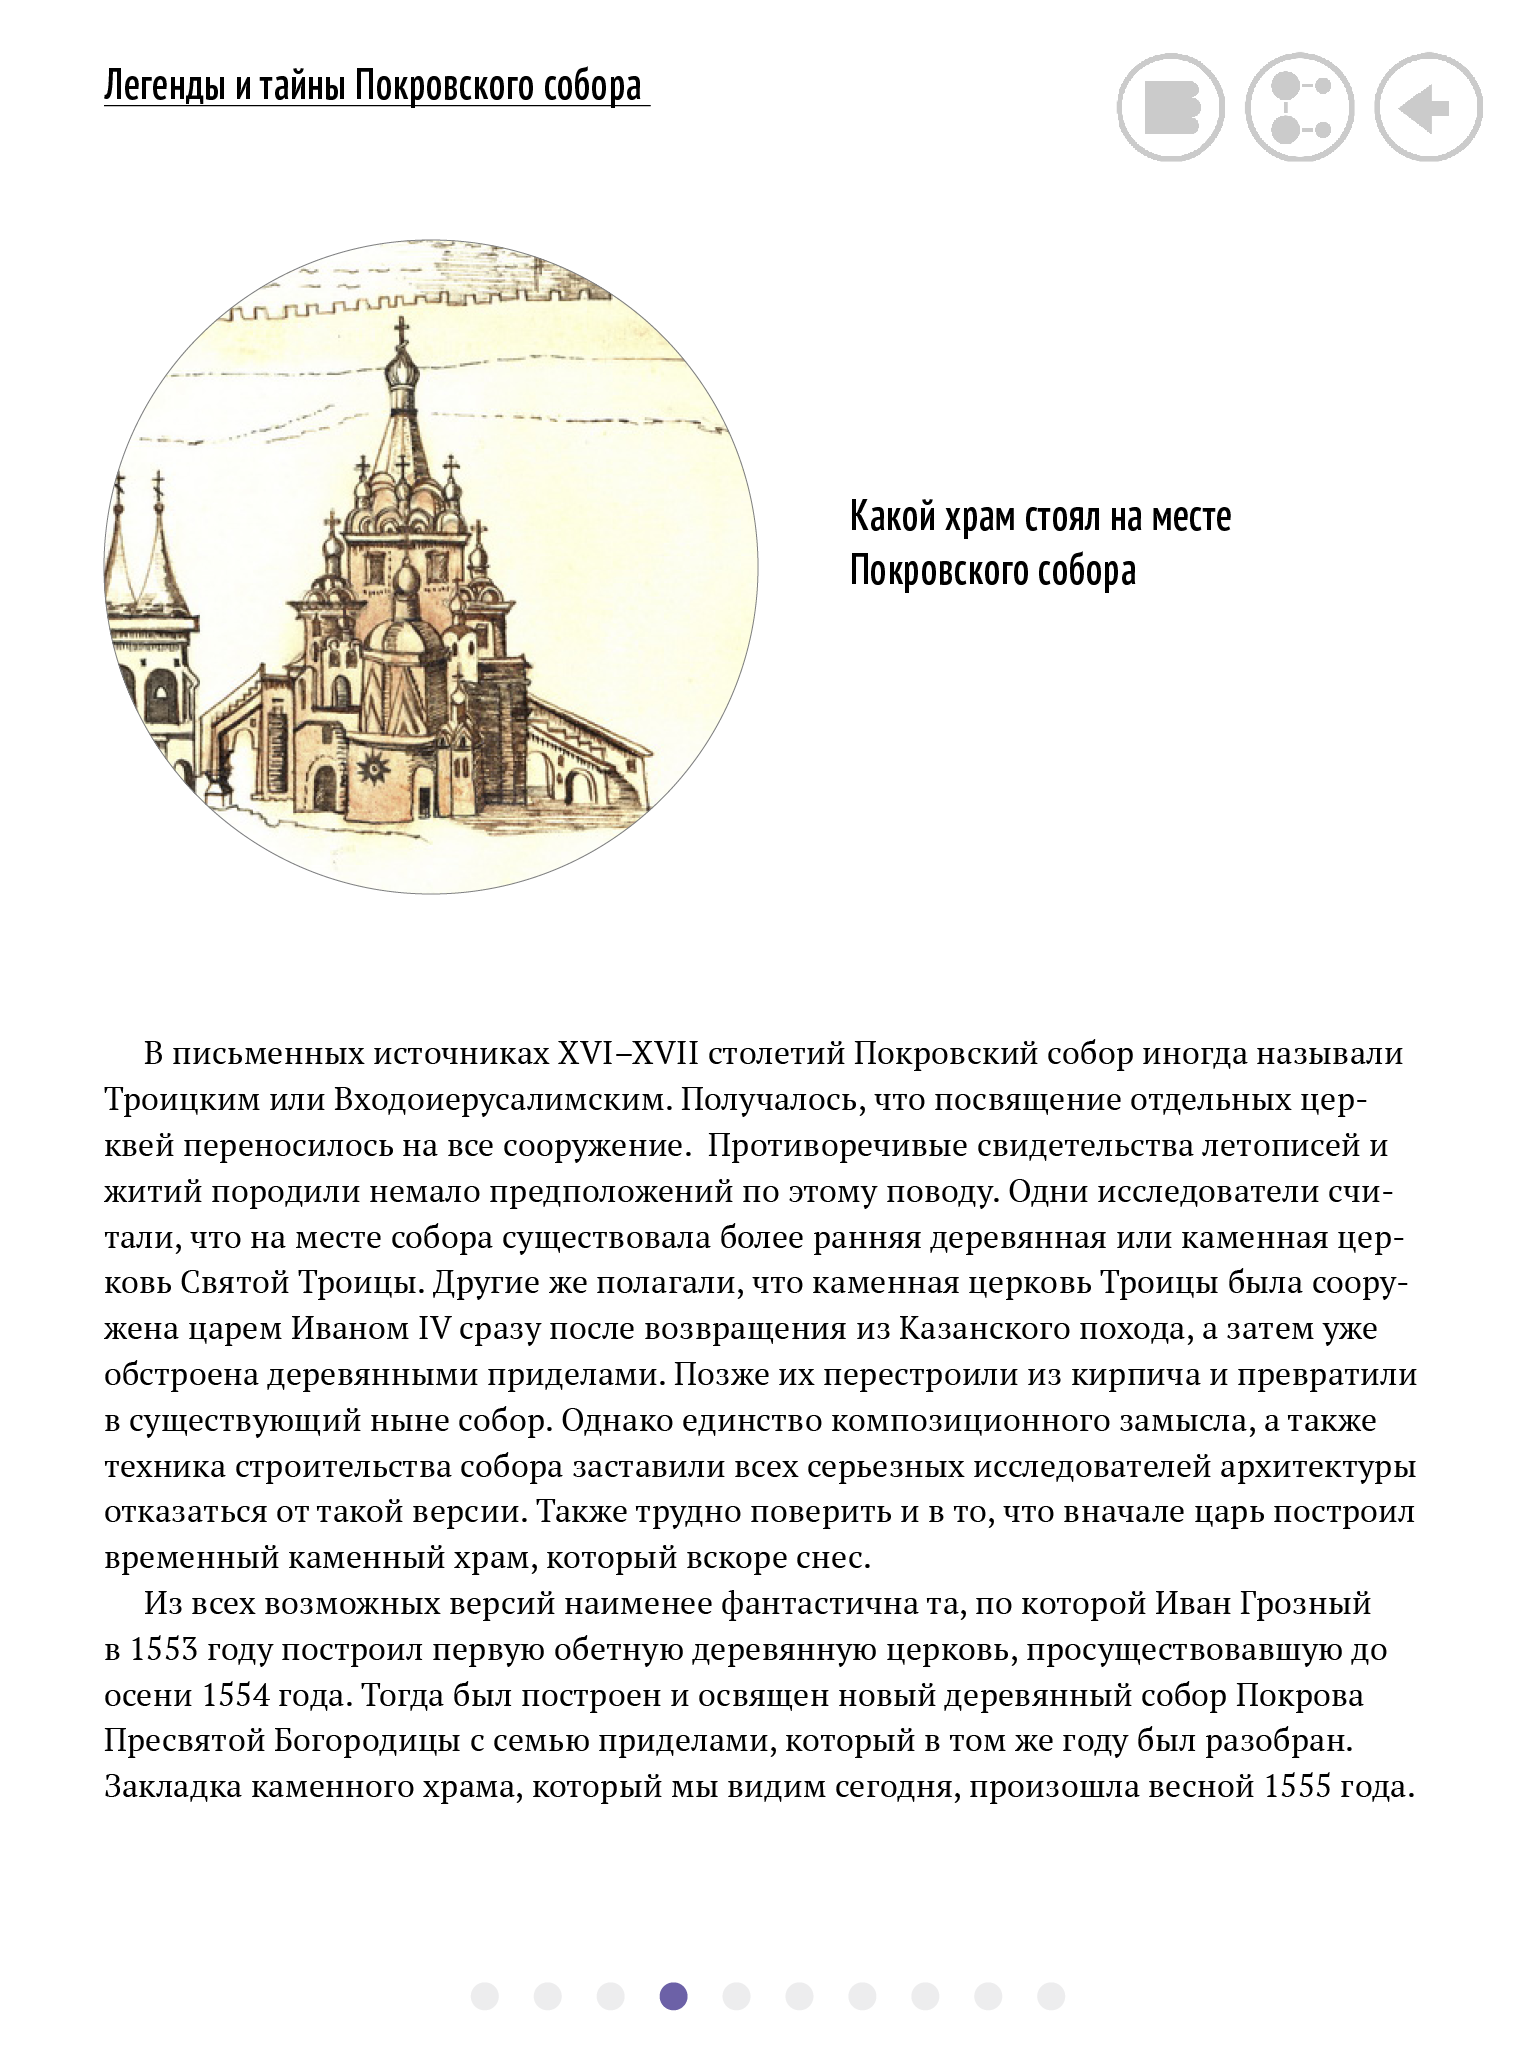 Легенды и тайны Покровского собора
Какой храм стоял на месте
Покровского собора
В письменных источниках XVI–XVII столетий Покровский собор иногда называли
Троицким или Входоиерусалимским. Получалось, что посвящение отдельных цер-
квей переносилось на все сооружение.  Противоречивые свидетельства летописей и
житий породили немало предположений по этому поводу. Одни исследователи счи-
тали, что на месте собора существовала более ранняя деревянная или каменная цер-
ковь Святой Троицы. Другие же полагали, что каменная церковь Троицы была соору-
жена царем Иваном IV сразу после возвращения из Казанского похода, а затем уже
обстроена деревянными приделами. Позже их перестроили из кирпича и превратили
в существующий ныне собор. Однако единство композиционного замысла, а также
техника строительства собора заставили всех серьезных исследователей архитектуры
отказаться от такой версии. Также трудно поверить и в то, что вначале царь построил
временный каменный храм, который вскоре снес.
Из всех возможных версий наименее фантастична та, по которой Иван Грозный
в 1553 году построил первую обетную деревянную церковь, просуществовавшую до
осени 1554 года. Тогда был построен и освящен новый деревянный собор Покрова
Пресвятой Богородицы с семью приделами, который в том же году был разобран.
Закладка каменного храма, который мы видим сегодня, произошла весной 1555 года.